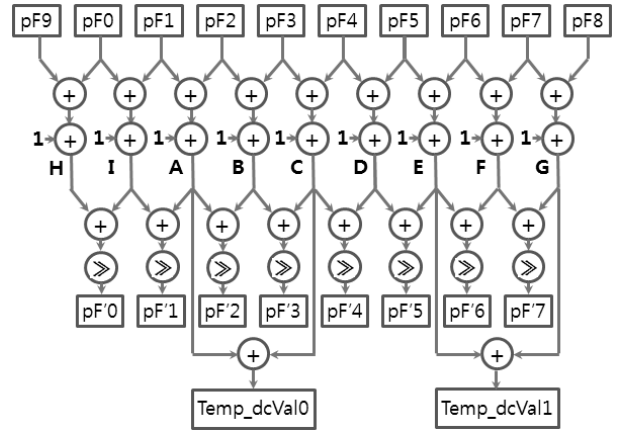 pF9 pF0 pF1 pF2 pF3 pF4 pF5 pF6 pF7 pF8
+ + + + + + + + +
1 + 1 + 1 + 1 + 1 + 1 + 1 + 1 + 1 +
H I A B C D E F G
+ + + + + + + +
≫ ≫ ≫ ≫ ≫ ≫ ≫ ≫
pF'0 pF'1 pF'2 pF'3 pF'4 pF'5 pF'6 pF'7
+ +
Temp_dcVal0 Temp_dcVal1